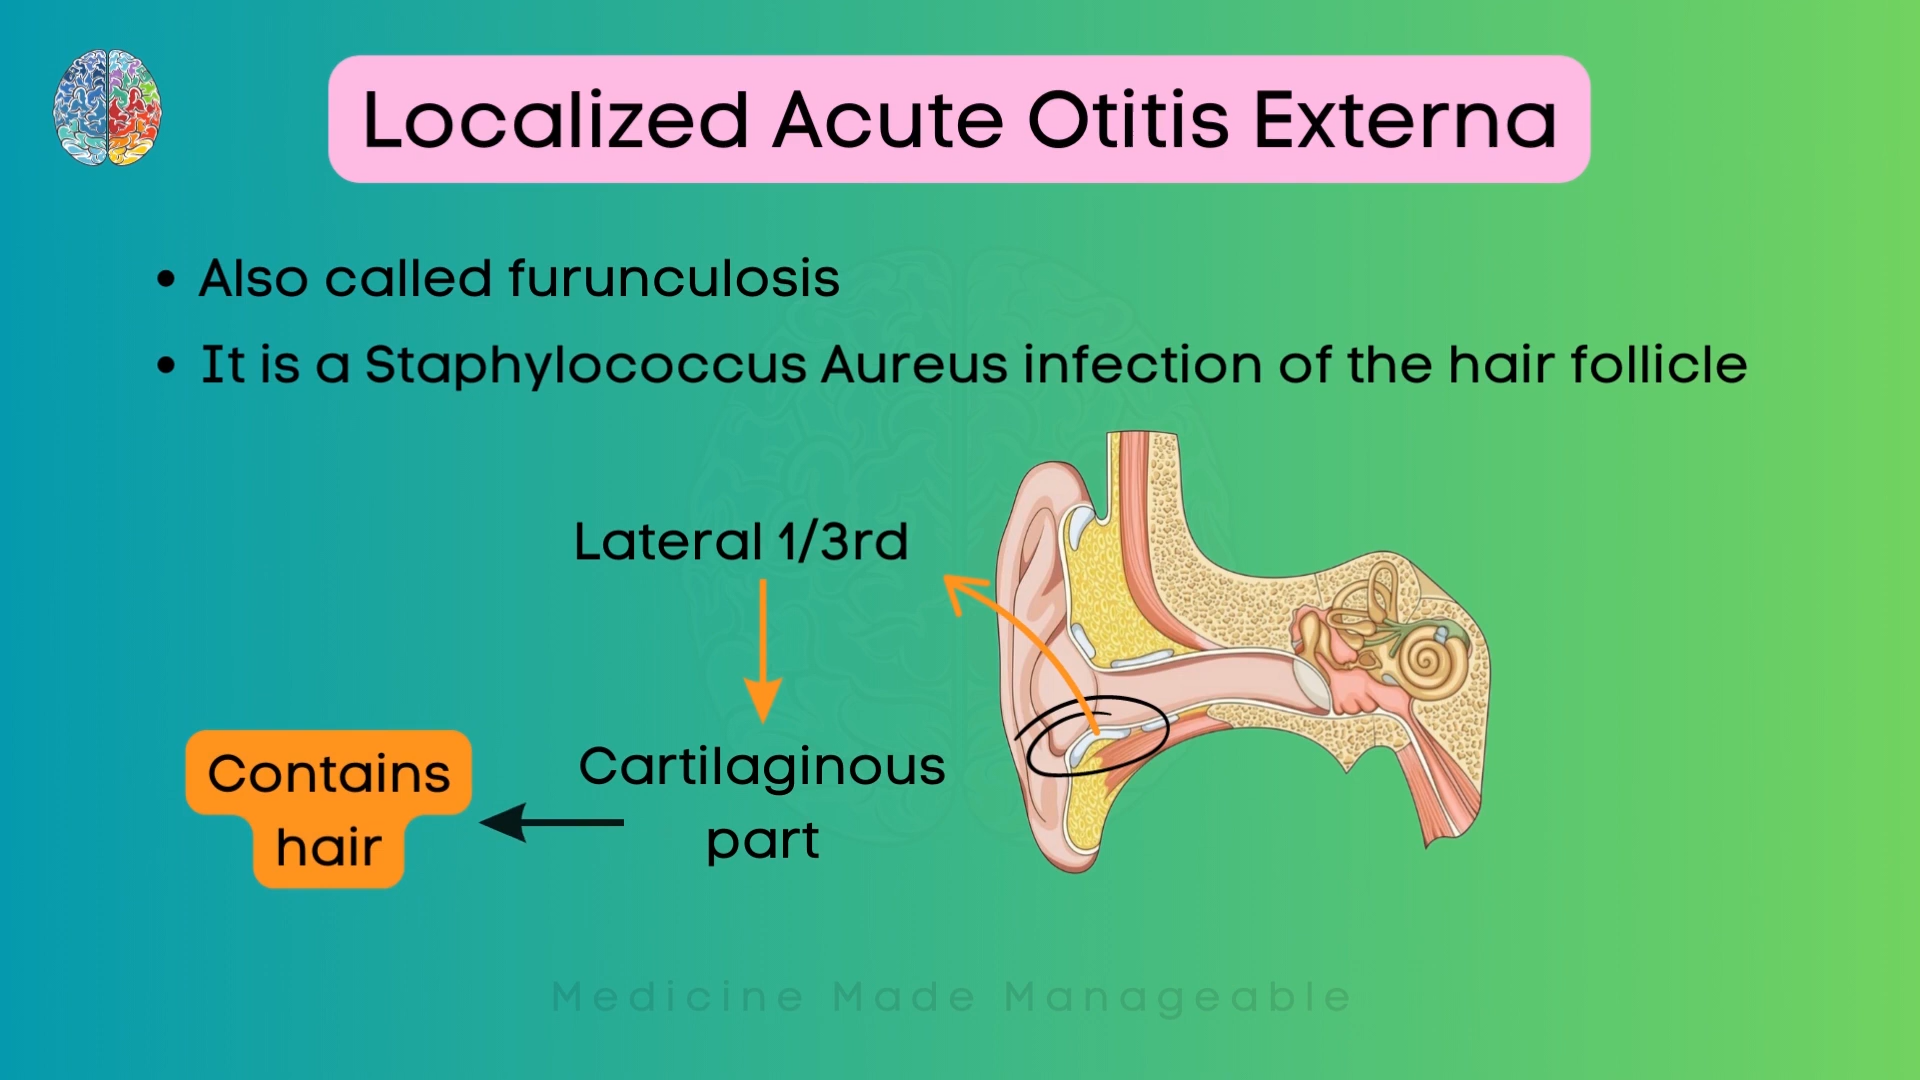 Localized Acute Otitis Externa
• Also called furunculosis
• It is a Staphylococcus Aureus infection of the hair follicle
Lateral 1/3rd
Cartilaginous
part
Contains
hair
Medicine Made Manageable